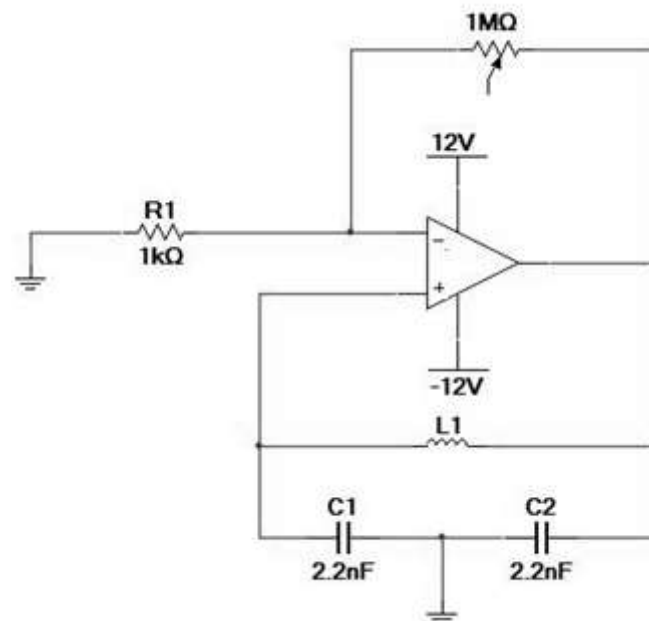 1MΩ
12V
R1
1kΩ
−
+
-12V
L1
C1
C2
2.2nF
2.2nF